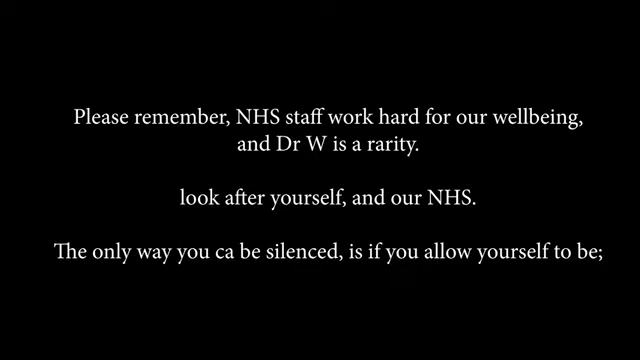 Please remember, NHS staff work hard for our wellbeing,
and Dr W is a rarity.
look after yourself, and our NHS.
The only way you ca be silenced, is if you allow yourself to be;